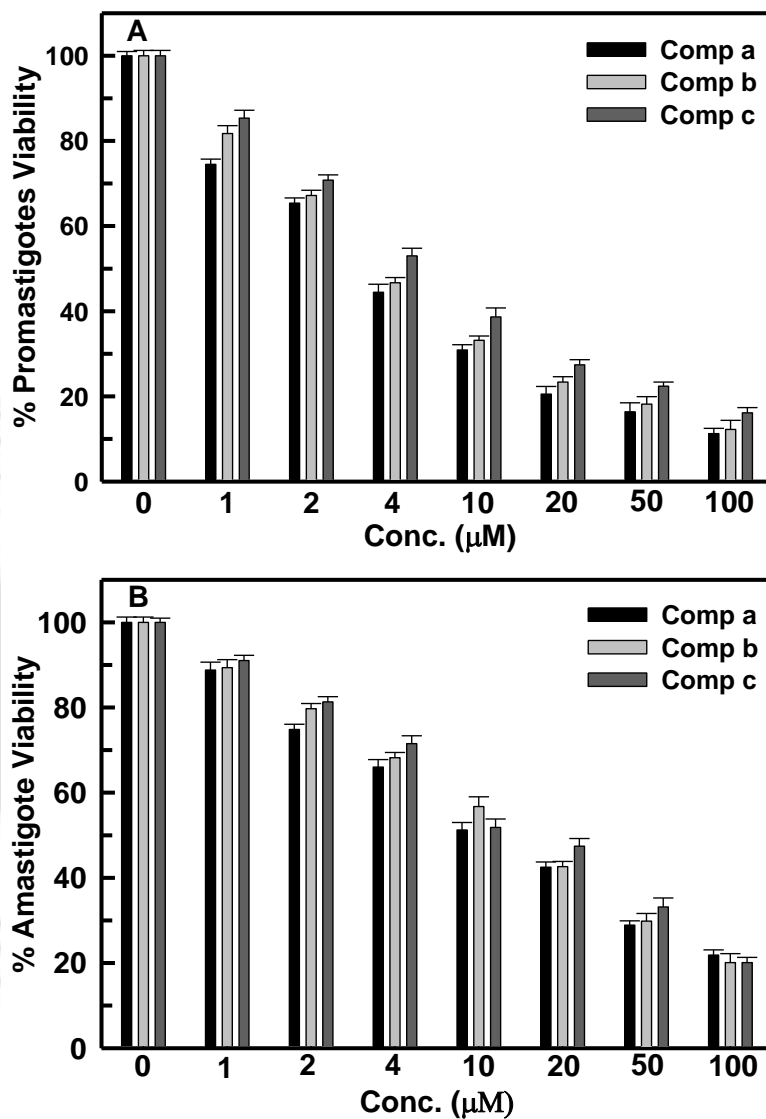 A
Comp a
Comp b
Comp c
% Promastigotes Viability
100
80
60
40
20
0
0 1 2 4 10 20 50 100
Conc. (μM)
B
Comp a
Comp b
Comp c
% Amastigote Viability
100
80
60
40
20
0
0 1 2 4 10 20 50 100
Conc. (μM)